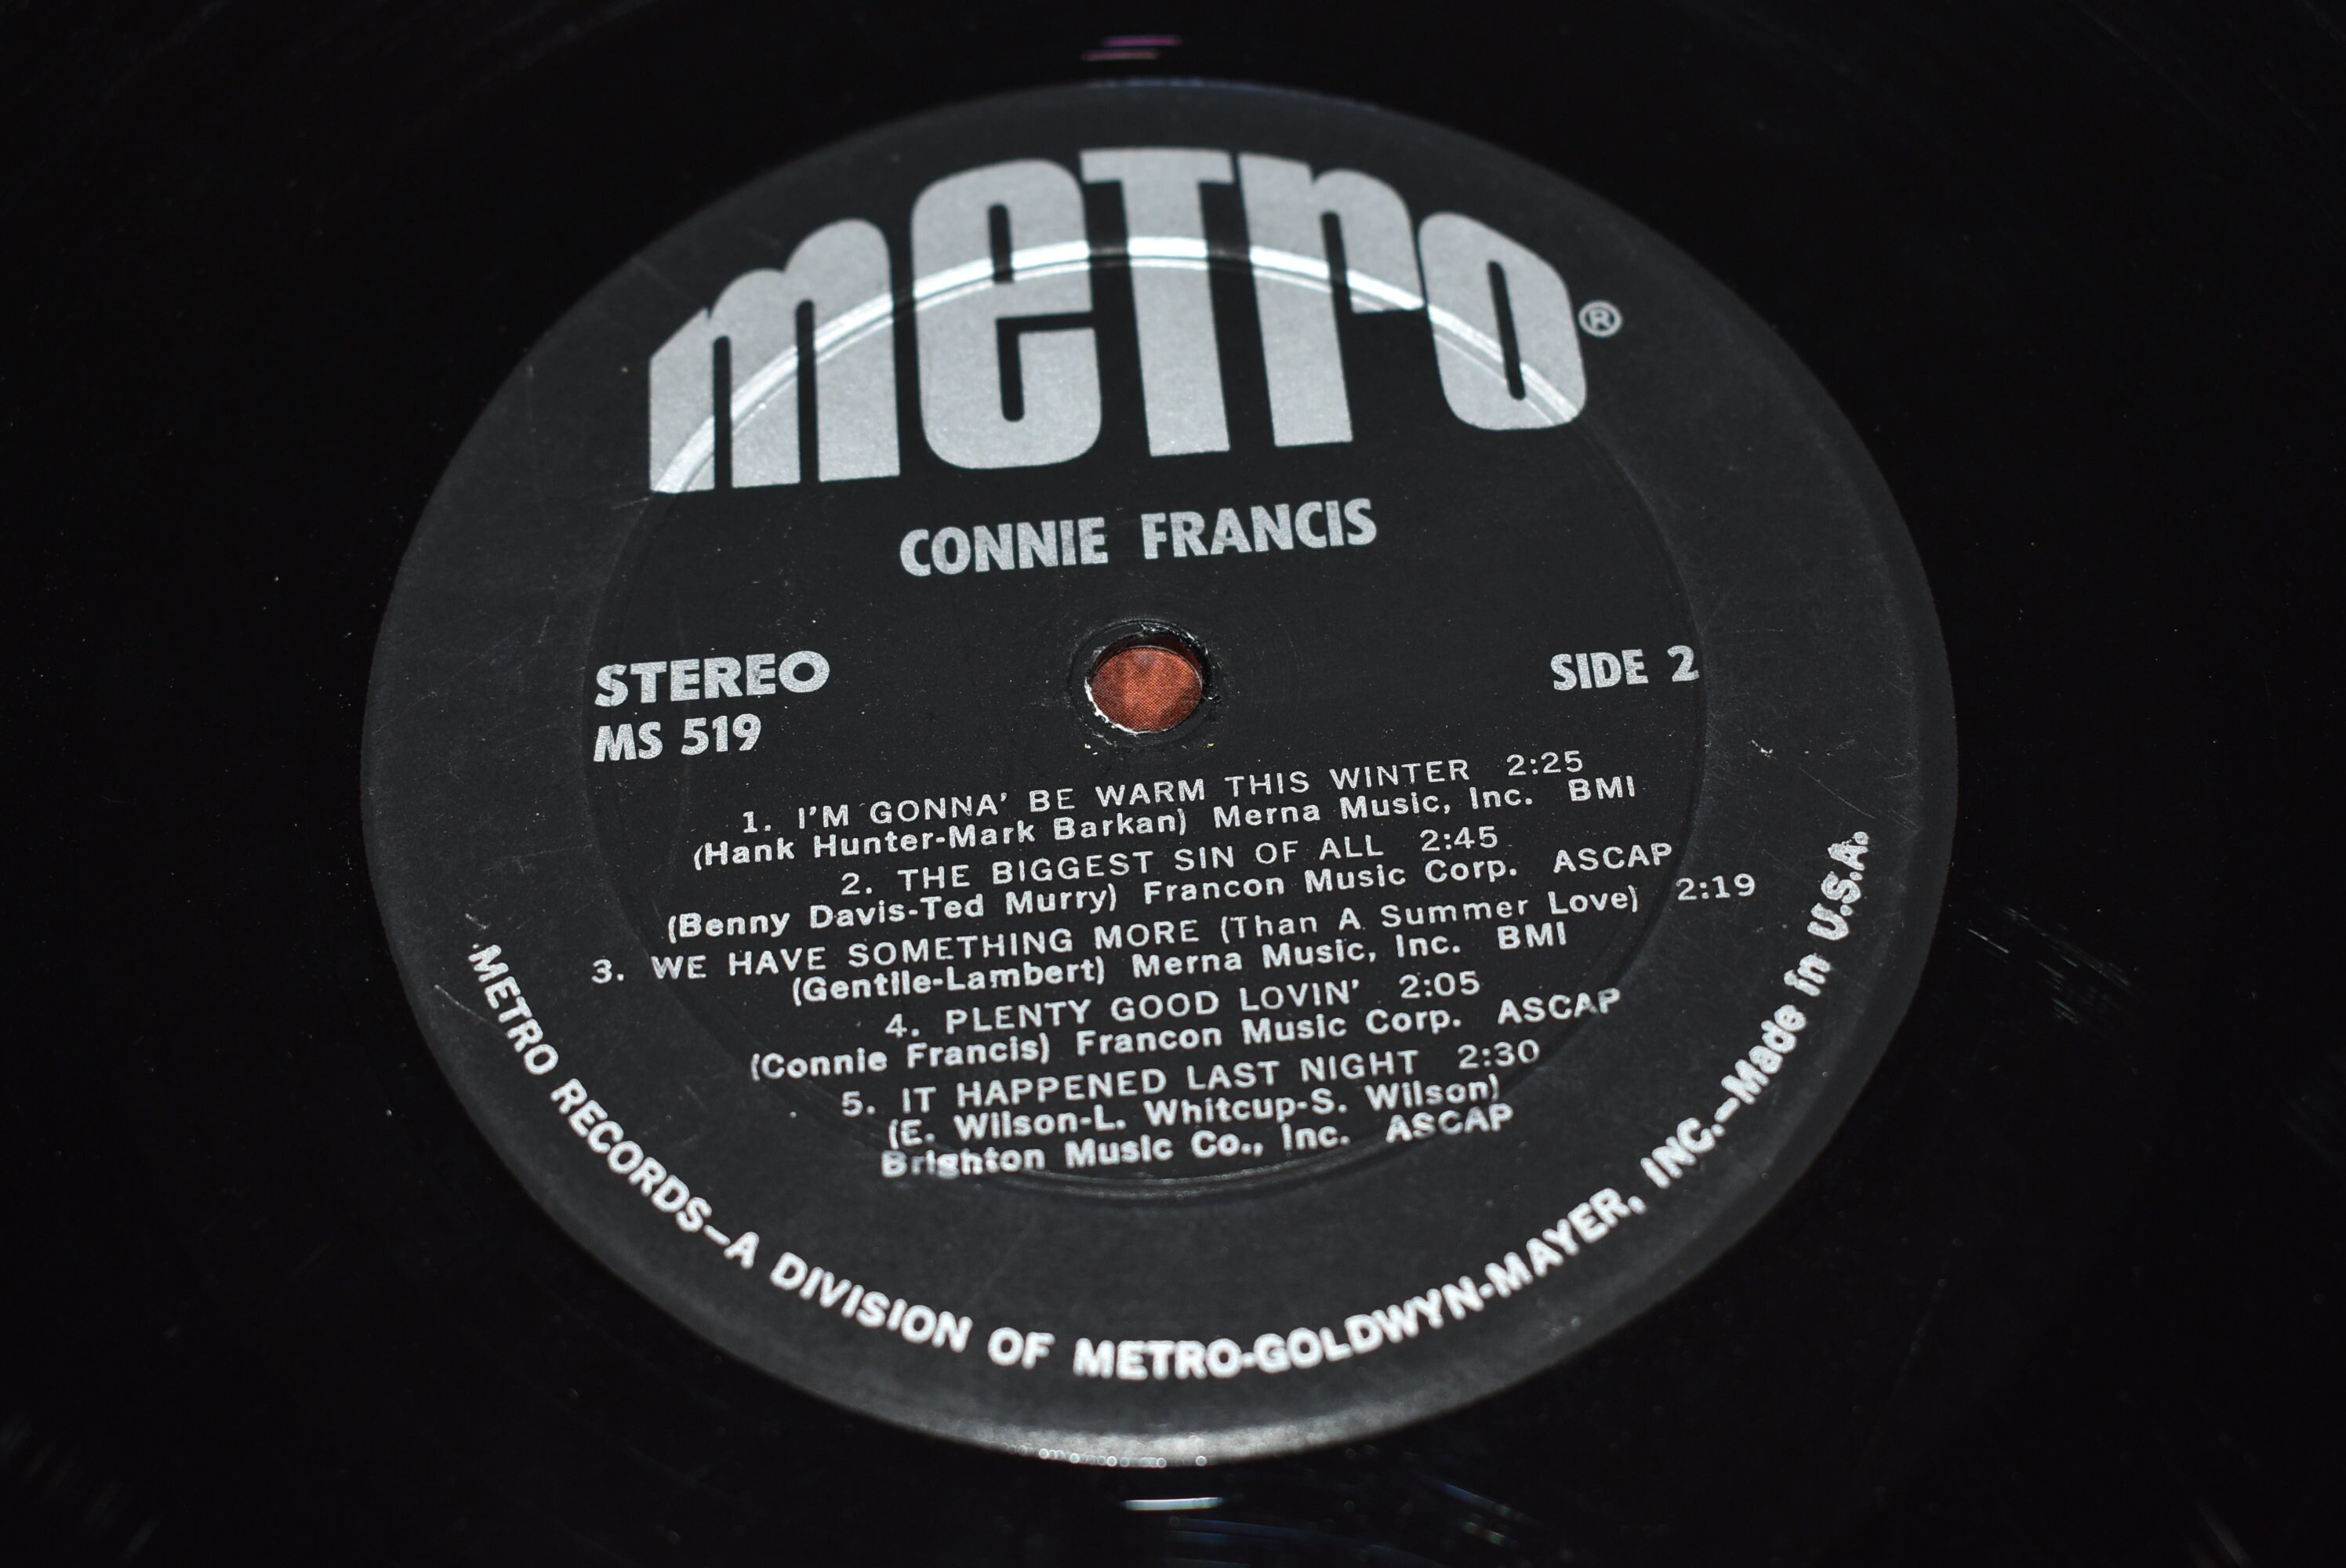 metro®
CONNIE FRANCIS
STEREO
SIDE 2
MS 519
1. I'M GONNA' BE WARM THIS WINTER 2:25
(Hank Hunter-Mark Barkan) Merna Music, Inc. BMI
2. THE BIGGEST SIN OF ALL 2:45
(Benny Davis-Ted Murry) Francon Music Corp. ASCAP
3. WE HAVE SOMETHING MORE (Than A Summer Love) 2:19
(Gentile-Lambert) Merna Music, Inc. BMI
4. PLENTY GOOD LOVIN' 2:05
(Connie Francis) Francon Music Corp. ASCAP
5. IT HAPPENED LAST NIGHT 2:30
(E. Wilson-L. Whitcup-S. Wilson)
Brighton Music Co., Inc. ASCAP
METRO RECORDS—A DIVISION OF METRO-GOLDWYN-MAYER, INC.—Made in U.S.A.